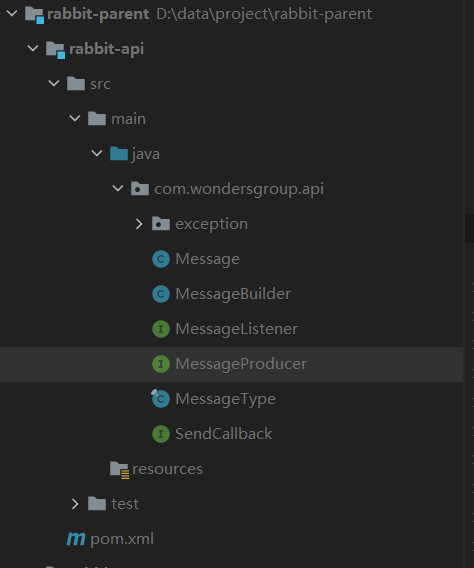 rabbit-parent D:\data\project\rabbit-parent
rabbit-api
src
main
java
com.wondersgroup.api
exception
C Message
C MessageBuilder
I MessageListener
I MessageProducer
C MessageType
I SendCallback
resources
test
m pom.xml